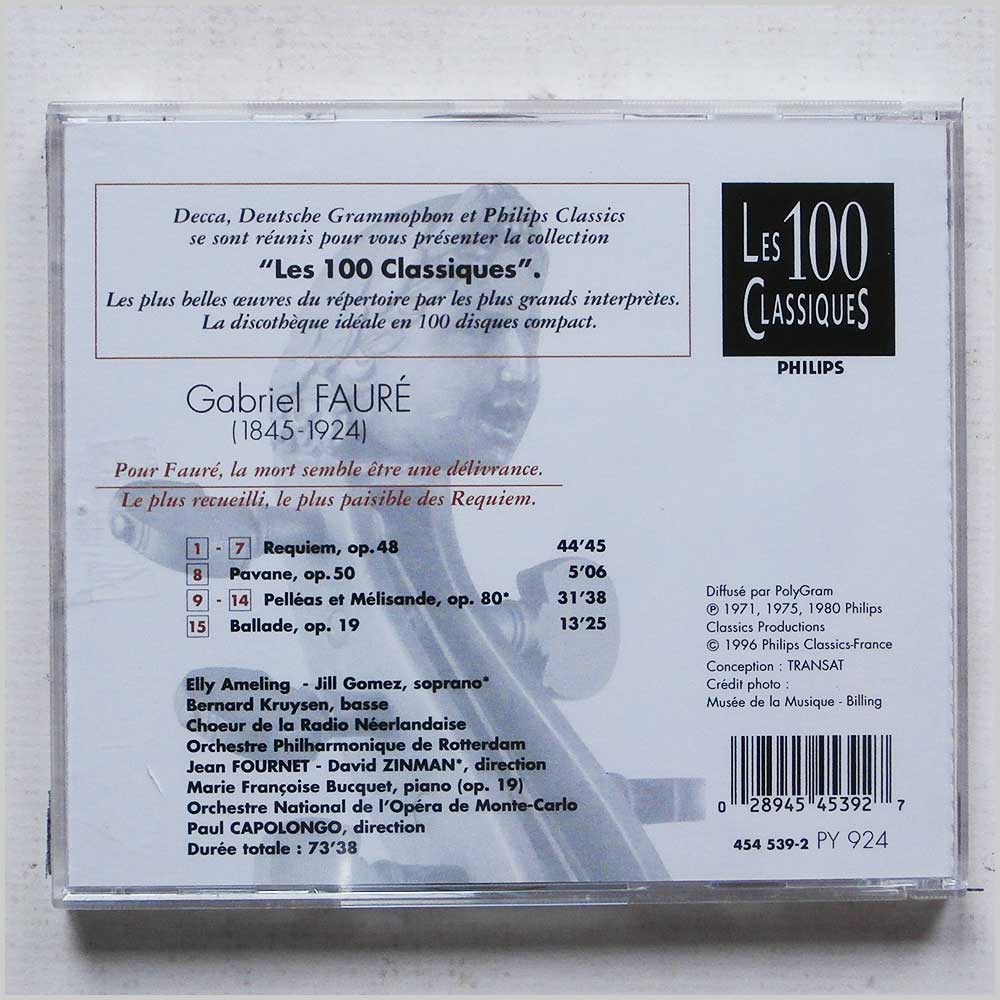 Decca, Deutsche Grammophon et Philips Classics
se sont réunis pour vous présenter la collection
“Les 100 Classiques”.
Les plus belles œuvres du répertoire par les plus grands interprètes.
La discothèque idéale en 100 disques compact.
LES 100
CLASSIQUES
PHILIPS
Gabriel FAURÉ
(1845-1924)
Pour Fauré, la mort semble être une délivrance.
Le plus recueilli, le plus paisible des Requiem.
1 - 7 Requiem, op.48 44’45
8 Pavane, op.50 5’06
9 - 14 Pelléas et Mélisande, op. 80* 31’38
15 Ballade, op. 19 13’25
Elly Ameling - Jill Gomez, soprano*
Bernard Kruysen, basse
Choeur de la Radio Néerlandaise
Orchestre Philharmonique de Rotterdam
Jean FOURNET - David ZINMAN*, direction
Marie Françoise Bucquet, piano (op. 19)
Orchestre National de l’Opéra de Monte-Carlo
Paul CAPOLONGO, direction
Durée totale : 73’38
Diffusé par PolyGram
℗ 1971, 1975, 1980 Philips
Classics Productions
© 1996 Philips Classics-France
Conception : TRANSAT
Crédit photo :
Musée de la Musique - Billing
0 28945 45392 7
454 539-2 PY 924